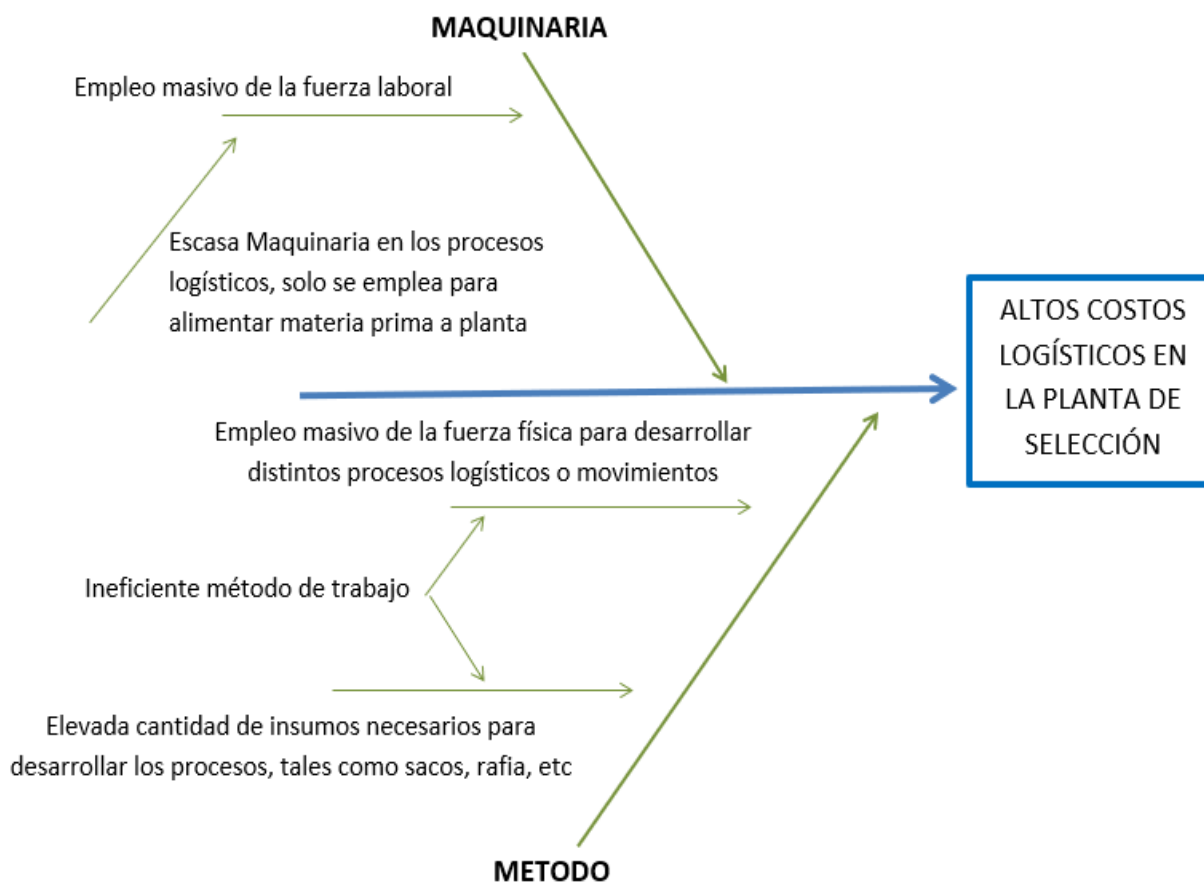 MAQUINARIA
Empleo masivo de la fuerza laboral
Escasa Maquinaria en los procesos
logísticos, solo se emplea para
alimentar materia prima a planta
ALTOS COSTOS
LOGÍSTICOS EN
LA PLANTA DE
SELECCIÓN
Empleo masivo de la fuerza física para desarrollar
distintos procesos logísticos o movimientos
Ineficiente método de trabajo
Elevada cantidad de insumos necesarios para
desarrollar los procesos, tales como sacos, rafia, etc
METODO